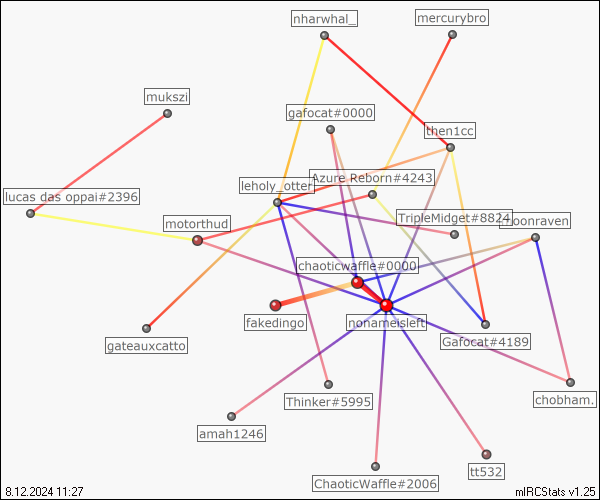 nharwhal_
mercurybro
mukszi
gafocat#0000
then1cc
Azure Reborn#4243
leholy_otter
lucas das oppai#2396
TripleMidget#8824
moonraven
motorthud
chaoticwaffle#0000
fakedingo
nonameisleft
gateauxcatto
Gafocat#4189
Thinker#5995
chobham.
amah1246
ChaoticWaffle#2006
tt532
8.12.2024 11:27
mIRCStats v1.25